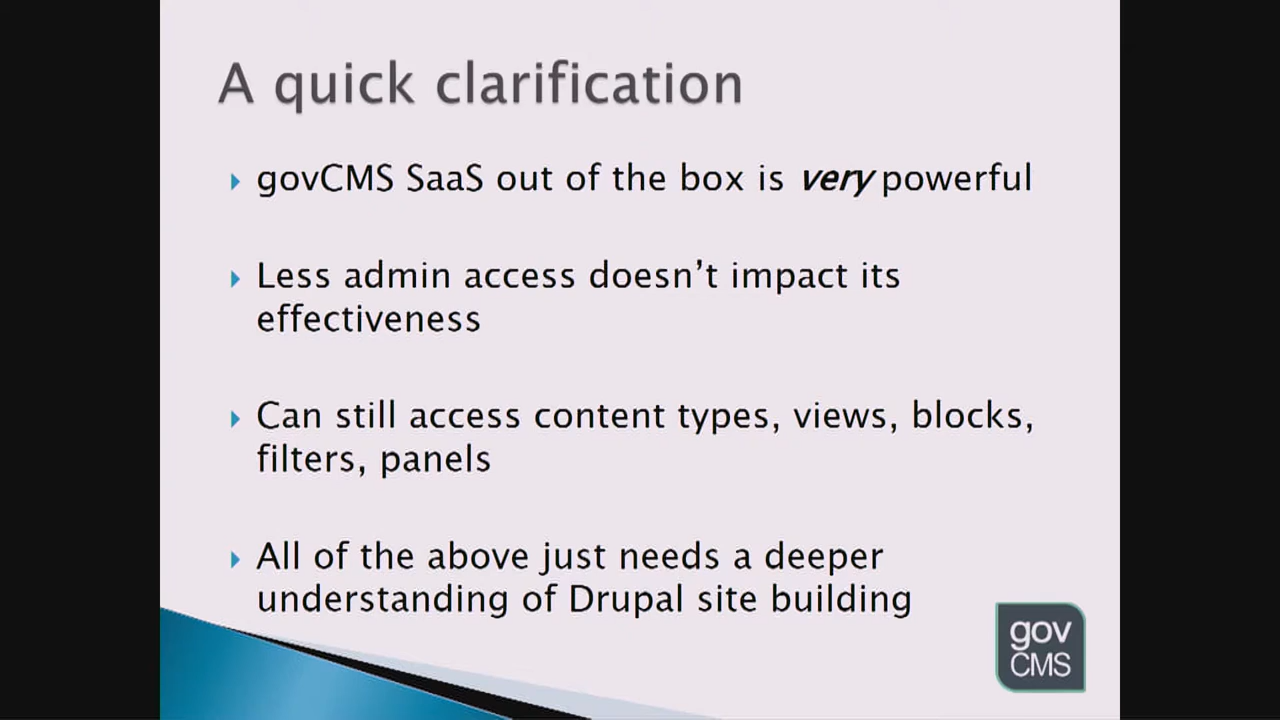 A quick clarification
govCMS SaaS out of the box is very powerful
Less admin access doesn’t impact its
effectiveness
Can still access content types, views, blocks,
filters, panels
All of the above just needs a deeper
understanding of Drupal site building
gov
CMS